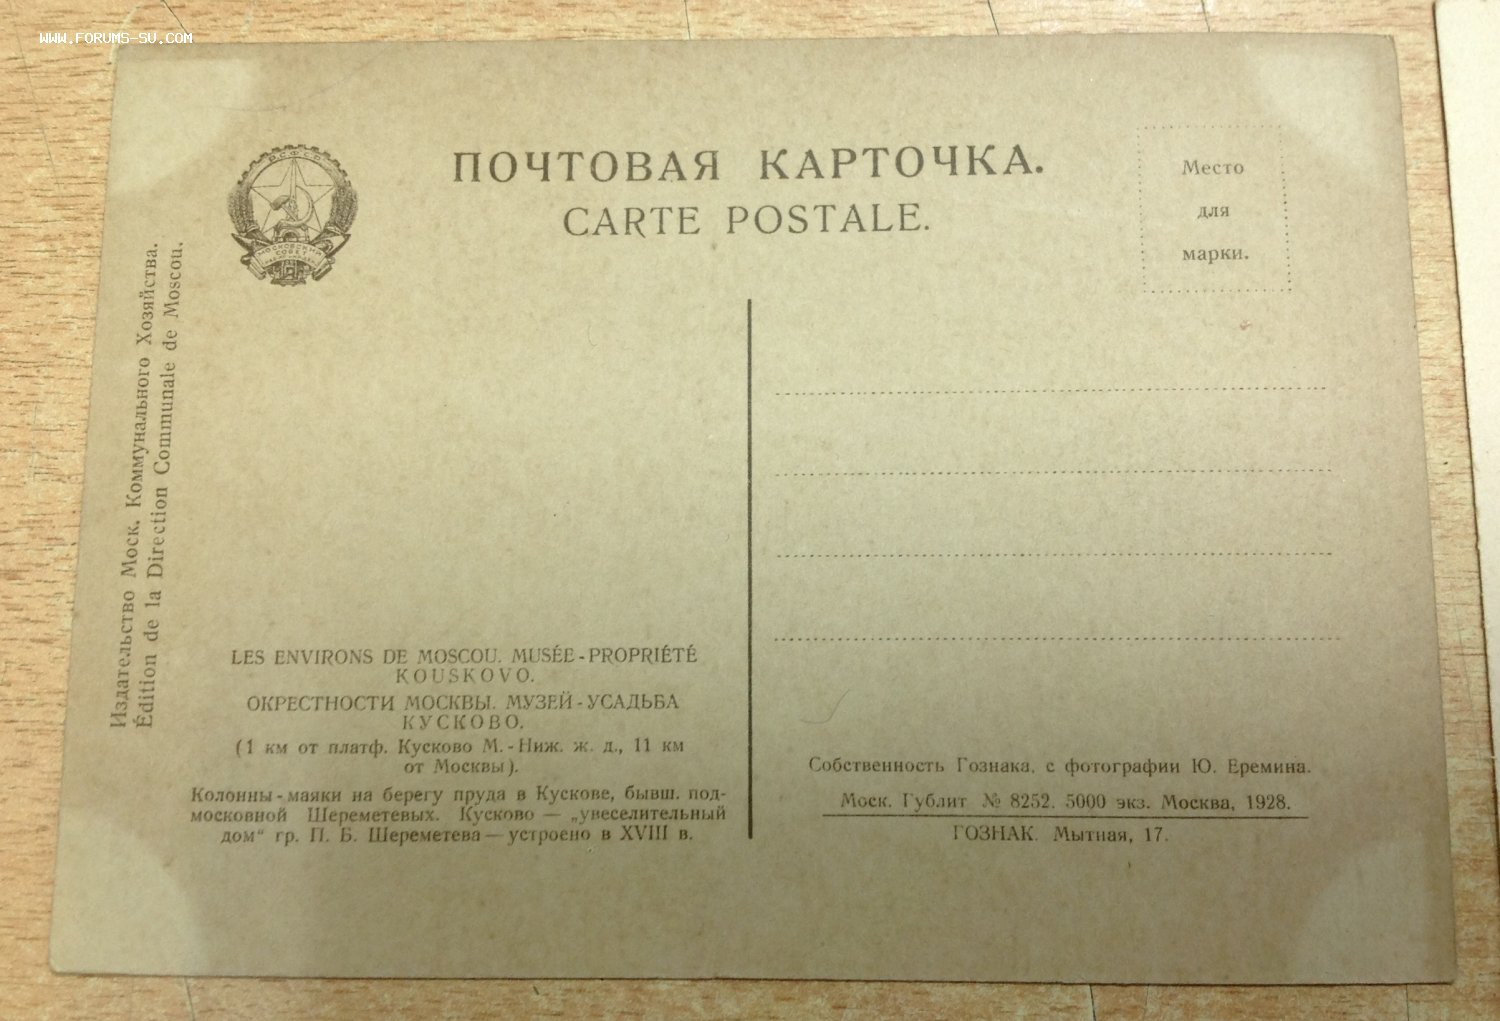 WWW.FORUMS-SU.COM
РСФСР
МОСКОВСКИЙ
СОВЕТ
ПОЧТОВАЯ КАРТОЧКА.
CARTE POSTALE.
Место
для
марки.
Издательство Моск. Коммунального Хозяйства.
Édition de la Direction Communale de Moscou.
LES ENVIRONS DE MOSCOU. MUSÉE-PROPRIÉTÉ
KOUSKOVO.
ОКРЕСТНОСТИ МОСКВЫ. МУЗЕЙ-УСАДЬБА
КУСКОВО.
(1 км от платф. Кусково М.-Ниж. ж. д., 11 км
от Москвы).
Колонны-маяки на берегу пруда в Кускове, бывш. под-
московной Шереметевых. Кусково — „увеселительный
дом“ гр. П. Б. Шереметева — устроено в XVIII в.
Собственность Гознака, с фотографии Ю. Еремина.
Моск. Гублит № 8252. 5000 экз. Москва, 1928.
ГОЗНАК. Мытная, 17.